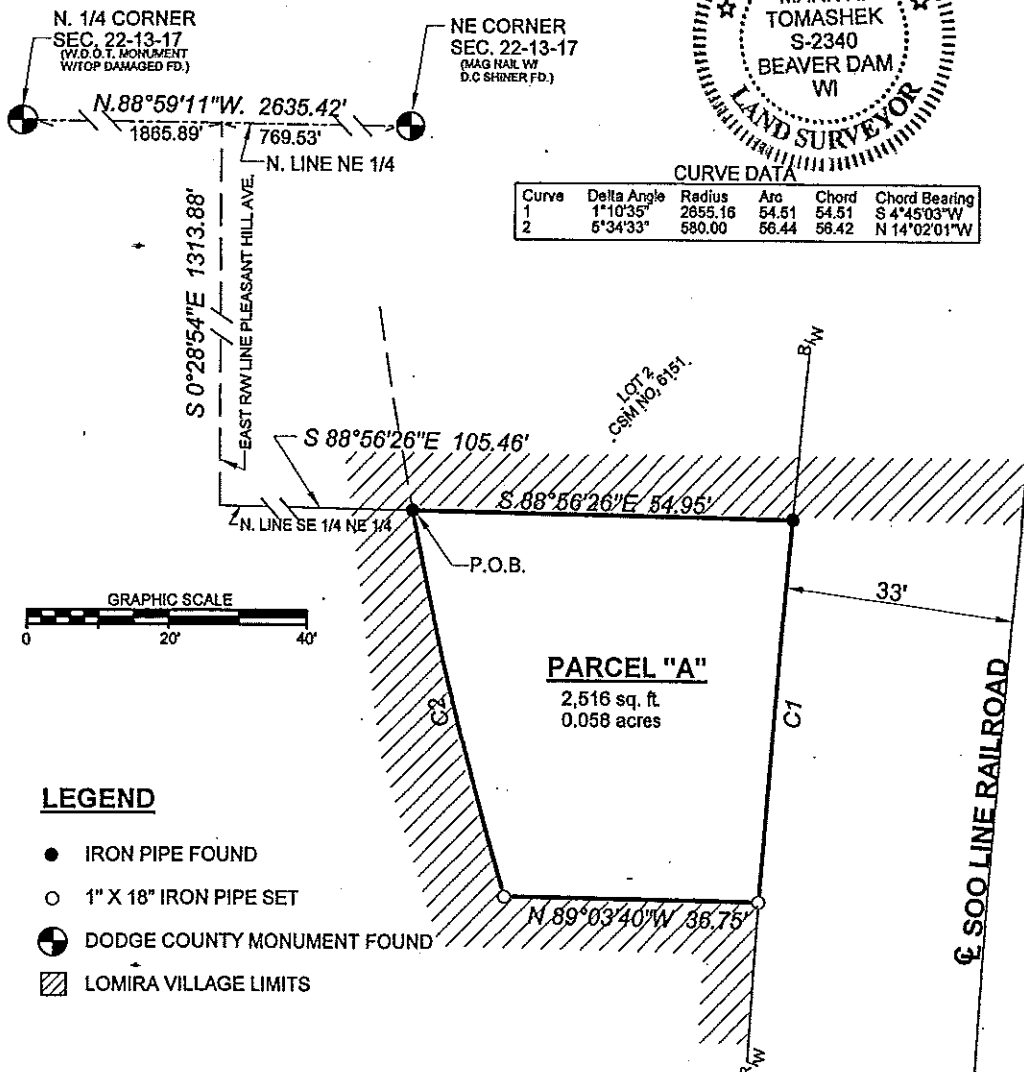 N. 1/4 CORNER
SEC. 22-13-17
(W.D.O.T. MONUMENT
W/TOP DAMAGED FD.)
NE CORNER
SEC. 22-13-17
(MAG NAIL W/
D.C SHINER FD.)
TOMASHEK
S-2340
BEAVER DAM
WI
LAND SURVEYOR
N.88°59'11"W. 2635.42'
1865.89'
769.53'
N. LINE NE 1/4
CURVE DATA
Curve Delta Angle Radius Arc Chord Chord Bearing
1 1°10'35" 2655.16 54.51 54.51 S 4°45'03"W
2 5°34'33" 580.00 56.44 56.42 N 14°02'01"W
S 0°28'54"E 1313.88'
EAST R/W LINE PLEASANT HILL AVE.
R/W
LOT 2
CSM NO. 6151
S 88°56'26"E 105.46'
S.88°56'26"E 54.95'
N. LINE SE 1/4 NE 1/4
P.O.B.
GRAPHIC SCALE
0 20' 40'
33'
PARCEL "A"
2,516 sq. ft.
0.058 acres
C2
C1
℄ SOO LINE RAILROAD
LEGEND
IRON PIPE FOUND
1" X 18" IRON PIPE SET
DODGE COUNTY MONUMENT FOUND
LOMIRA VILLAGE LIMITS
N.89°03'40"W 36.75'
R/W